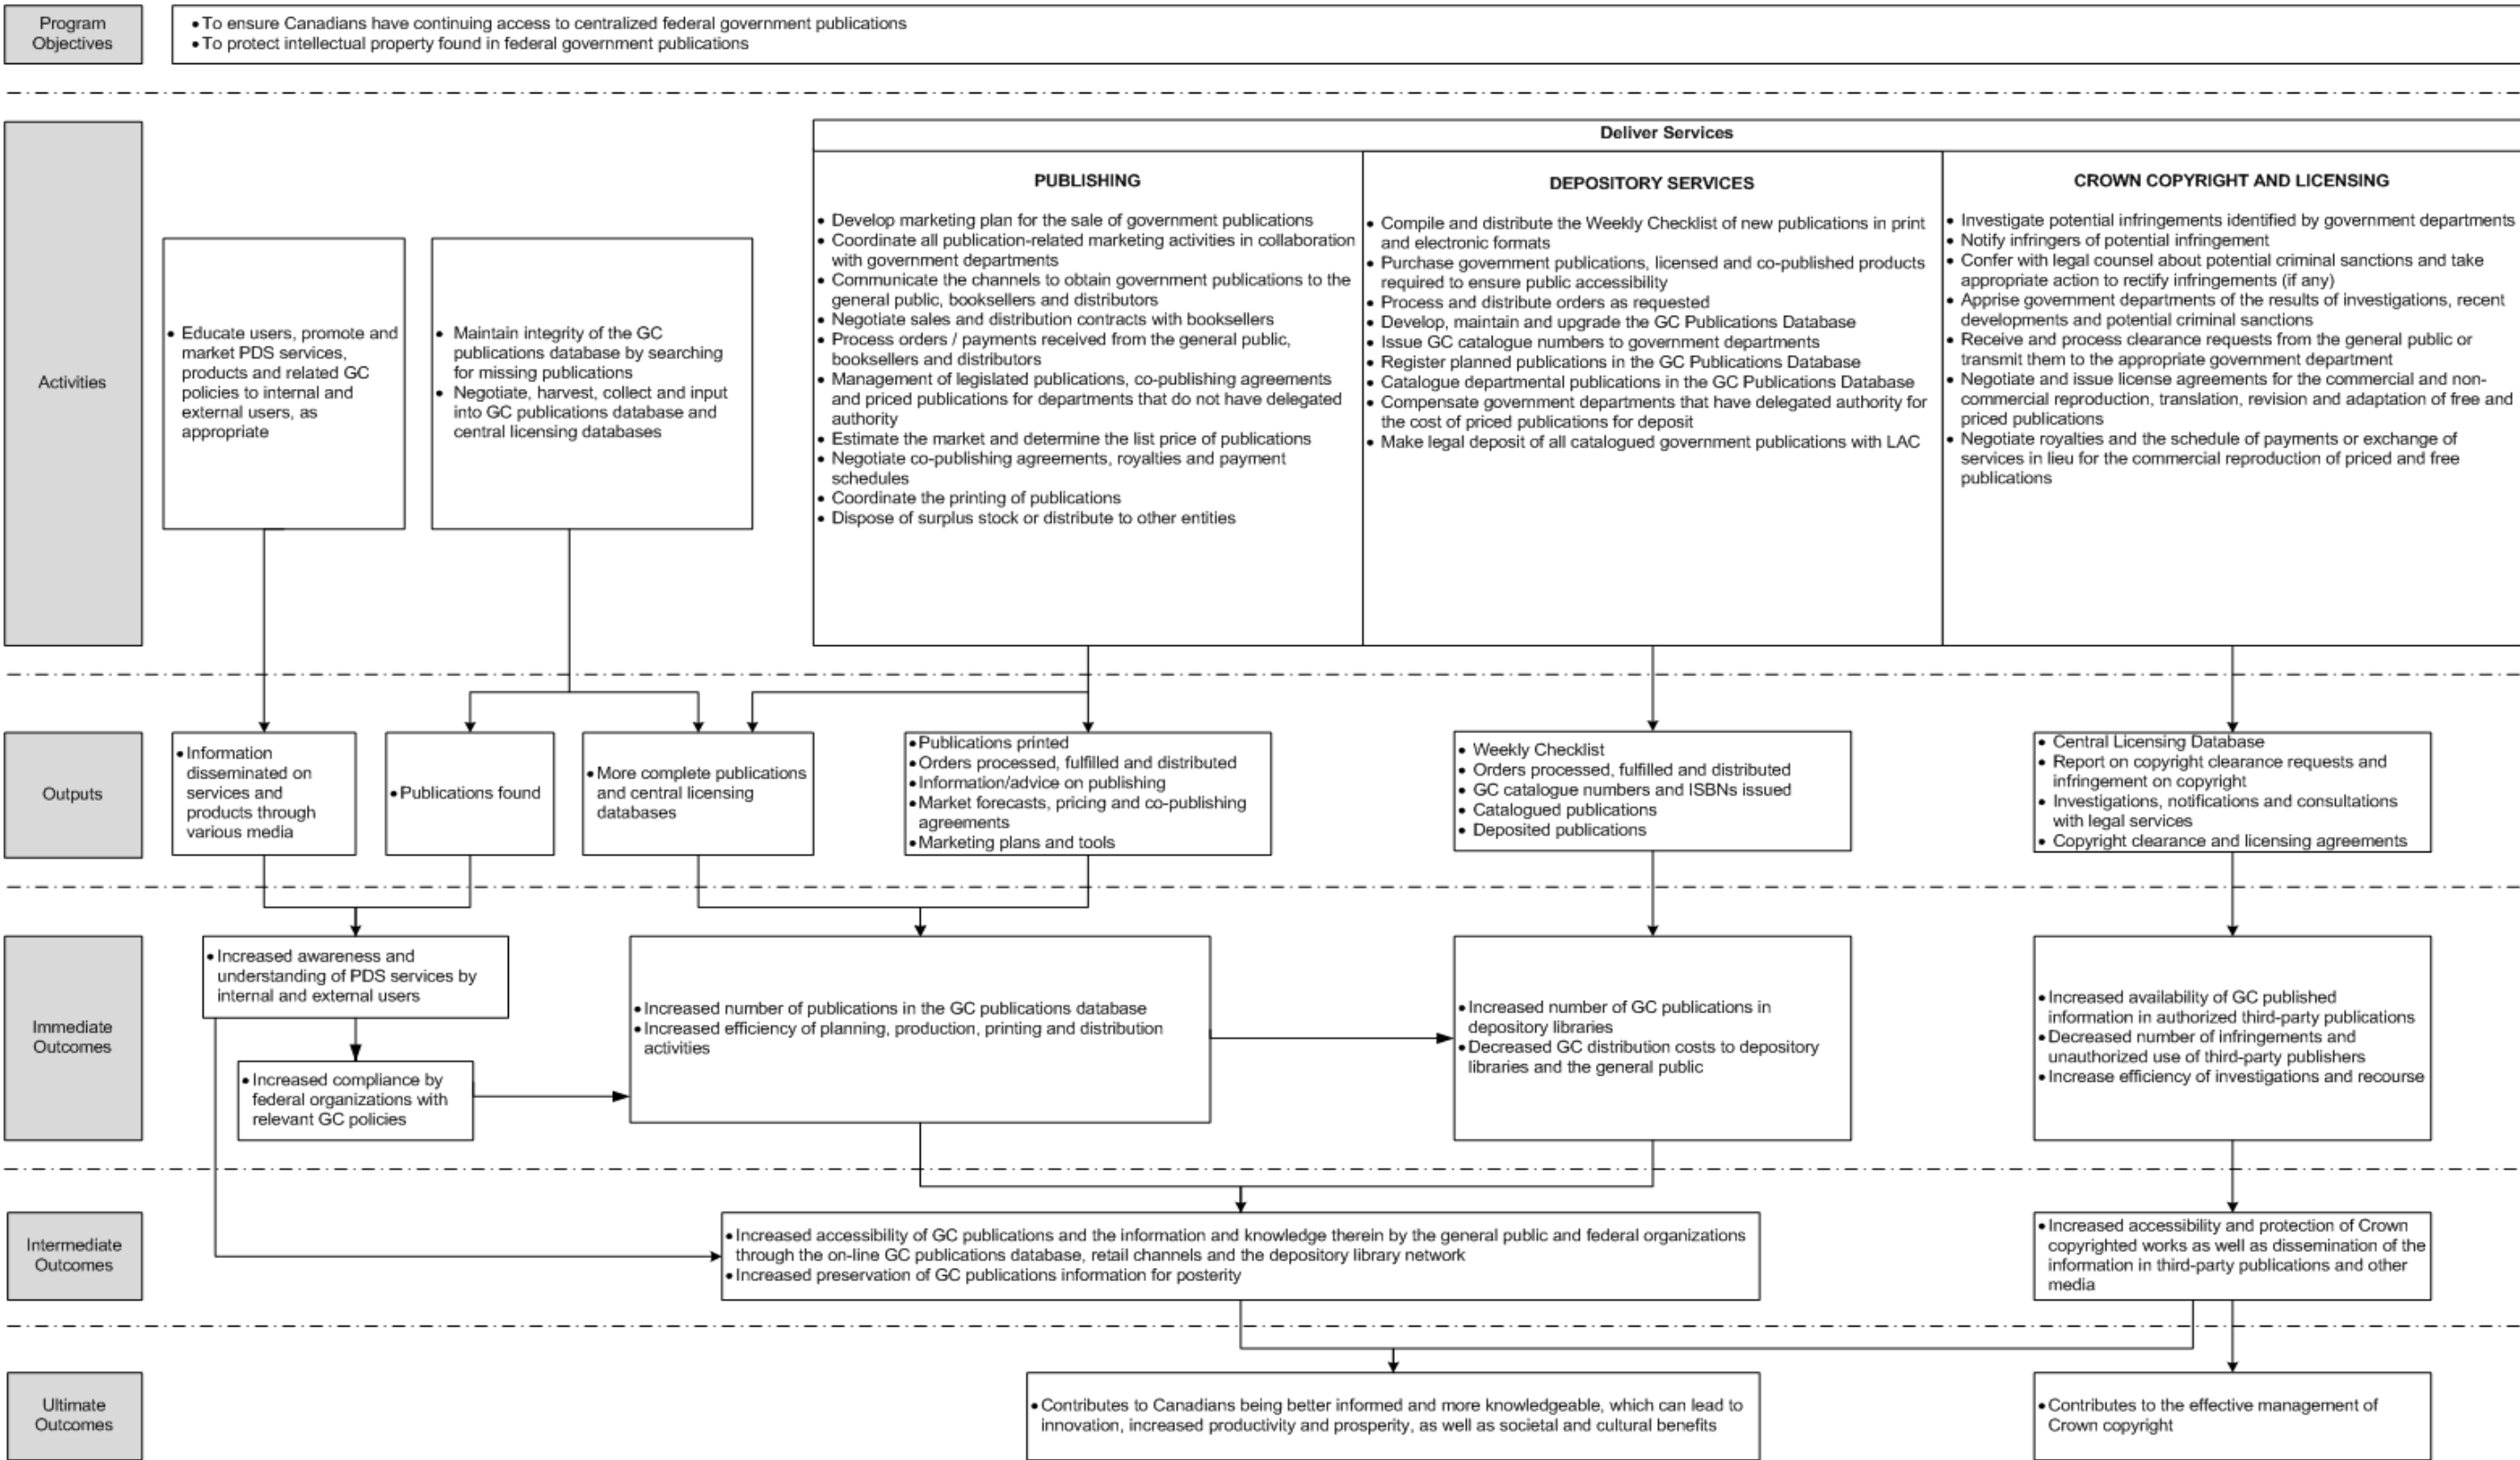 Program
Objectives
• To ensure Canadians have continuing access to centralized federal government publications
• To protect intellectual property found in federal government publications
Activities
• Educate users, promote and
market PDS services,
products and related GC
policies to internal and
external users, as
appropriate
• Maintain integrity of the GC
publications database by searching
for missing publications
• Negotiate, harvest, collect and input
into GC publications database and
central licensing databases
Deliver Services
PUBLISHING
• Develop marketing plan for the sale of government publications
• Coordinate all publication-related marketing activities in collaboration
with government departments
• Communicate the channels to obtain government publications to the
general public, booksellers and distributors
• Negotiate sales and distribution contracts with booksellers
• Process orders / payments received from the general public,
booksellers and distributors
• Management of legislated publications, co-publishing agreements
and priced publications for departments that do not have delegated
authority
• Estimate the market and determine the list price of publications
• Negotiate co-publishing agreements, royalties and payment
schedules
• Coordinate the printing of publications
• Dispose of surplus stock or distribute to other entities
DEPOSITORY SERVICES
• Compile and distribute the Weekly Checklist of new publications in print
and electronic formats
• Purchase government publications, licensed and co-published products
required to ensure public accessibility
• Process and distribute orders as requested
• Develop, maintain and upgrade the GC Publications Database
• Issue GC catalogue numbers to government departments
• Register planned publications in the GC Publications Database
• Catalogue departmental publications in the GC Publications Database
• Compensate government departments that have delegated authority for
the cost of priced publications for deposit
• Make legal deposit of all catalogued government publications with LAC
CROWN COPYRIGHT AND LICENSING
• Investigate potential infringements identified by government departments
• Notify infringers of potential infringement
• Confer with legal counsel about potential criminal sanctions and take
appropriate action to rectify infringements (if any)
• Apprise government departments of the results of investigations, recent
developments and potential criminal sanctions
• Receive and process clearance requests from the general public or
transmit them to the appropriate government department
• Negotiate and issue license agreements for the commercial and non-
commercial reproduction, translation, revision and adaptation of free and
priced publications
• Negotiate royalties and the schedule of payments or exchange of
services in lieu for the commercial reproduction of priced and free
publications
Outputs
• Information
disseminated on
services and
products through
various media
• Publications found
• More complete publications
and central licensing
databases
• Publications printed
• Orders processed, fulfilled and distributed
• Information/advice on publishing
• Market forecasts, pricing and co-publishing
agreements
• Marketing plans and tools
• Weekly Checklist
• Orders processed, fulfilled and distributed
• GC catalogue numbers and ISBNs issued
• Catalogued publications
• Deposited publications
• Central Licensing Database
• Report on copyright clearance requests and
infringement on copyright
• Investigations, notifications and consultations
with legal services
• Copyright clearance and licensing agreements
Immediate
Outcomes
• Increased awareness and
understanding of PDS services by
internal and external users
• Increased compliance by
federal organizations with
relevant GC policies
• Increased number of publications in the GC publications database
• Increased efficiency of planning, production, printing and distribution
activities
• Increased number of GC publications in
depository libraries
• Decreased GC distribution costs to depository
libraries and the general public
• Increased availability of GC published
information in authorized third-party publications
• Decreased number of infringements and
unauthorized use of third-party publishers
• Increase efficiency of investigations and recourse
Intermediate
Outcomes
• Increased accessibility of GC publications and the information and knowledge therein by the general public and federal organizations
through the on-line GC publications database, retail channels and the depository library network
• Increased preservation of GC publications information for posterity
• Increased accessibility and protection of Crown
copyrighted works as well as dissemination of the
information in third-party publications and other
media
Ultimate
Outcomes
• Contributes to Canadians being better informed and more knowledgeable, which can lead to
innovation, increased productivity and prosperity, as well as societal and cultural benefits
• Contributes to the effective management of
Crown copyright